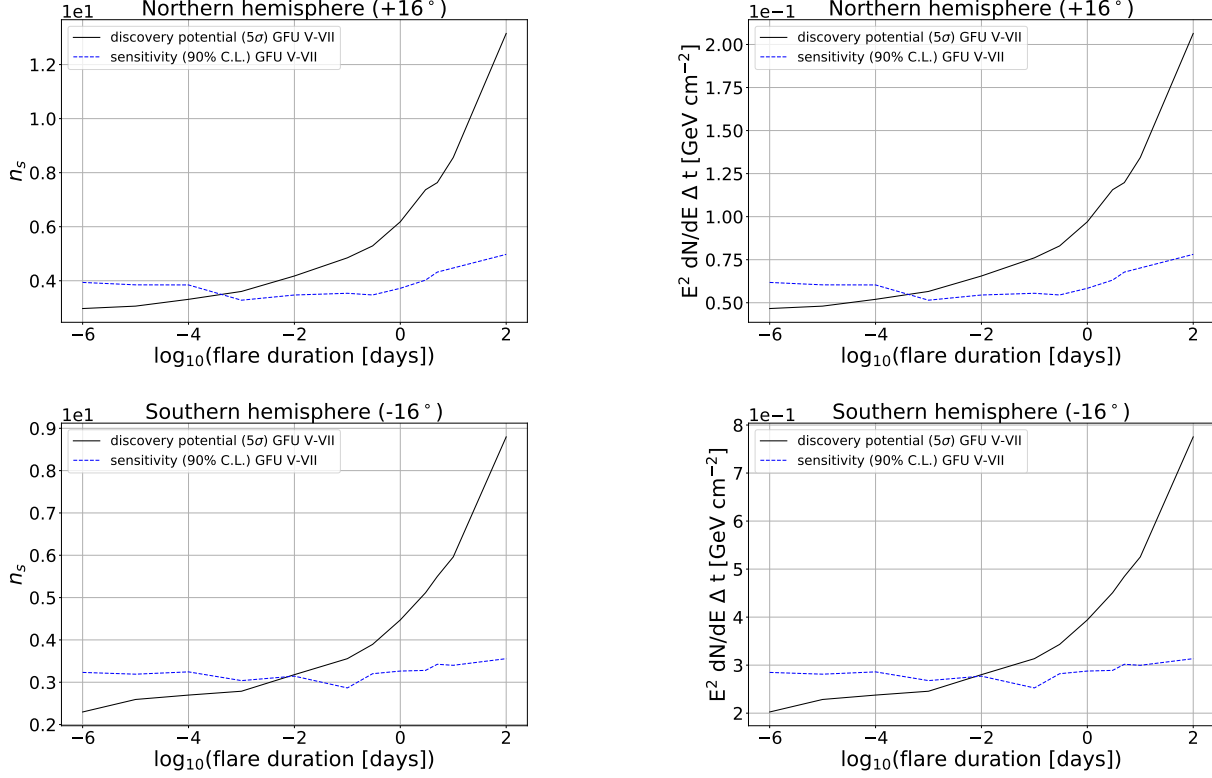 Northern hemisphere (+16°)
1e1
discovery potential (5σ) GFU V-VII
sensitivity (90% C.L.) GFU V-VII
1.2
1.0
0.8
0.6
0.4
n_s
−6 −4 −2 0 2
log₁₀(flare duration [days])
Northern hemisphere (+16°)
1e−1
discovery potential (5σ) GFU V-VII
sensitivity (90% C.L.) GFU V-VII
2.00
1.75
1.50
1.25
1.00
0.75
0.50
E² dN/dE Δ t [GeV cm⁻²]
−6 −4 −2 0 2
log₁₀(flare duration [days])
Southern hemisphere (-16°)
1e1
discovery potential (5σ) GFU V-VII
sensitivity (90% C.L.) GFU V-VII
0.9
0.8
0.7
0.6
0.5
0.4
0.3
0.2
n_s
−6 −4 −2 0 2
log₁₀(flare duration [days])
Southern hemisphere (-16°)
1e−1
discovery potential (5σ) GFU V-VII
sensitivity (90% C.L.) GFU V-VII
8
7
6
5
4
3
2
E² dN/dE Δ t [GeV cm⁻²]
−6 −4 −2 0 2
log₁₀(flare duration [days])